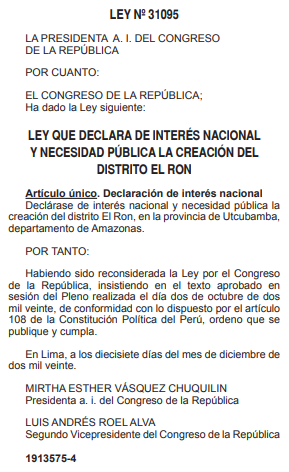 LEY Nº 31095
LA PRESIDENTA A. I. DEL CONGRESO
DE LA REPÚBLICA
POR CUANTO:
EL CONGRESO DE LA REPÚBLICA;
Ha dado la Ley siguiente:
LEY QUE DECLARA DE INTERÉS NACIONAL
Y NECESIDAD PÚBLICA LA CREACIÓN DEL
DISTRITO EL RON
Artículo único. Declaración de interés nacional
Declárase de interés nacional y necesidad pública la
creación del distrito El Ron, en la provincia de Utcubamba,
departamento de Amazonas.
POR TANTO:
Habiendo sido reconsiderada la Ley por el Congreso
de la República, insistiendo en el texto aprobado en
sesión del Pleno realizada el día dos de octubre de dos
mil veinte, de conformidad con lo dispuesto por el artículo
108 de la Constitución Política del Perú, ordeno que se
publique y cumpla.
En Lima, a los diecisiete días del mes de diciembre de
dos mil veinte.
MIRTHA ESTHER VÁSQUEZ CHUQUILIN
Presidenta a. i. del Congreso de la República
LUIS ANDRÉS ROEL ALVA
Segundo Vicepresidente del Congreso de la República
1913575-4